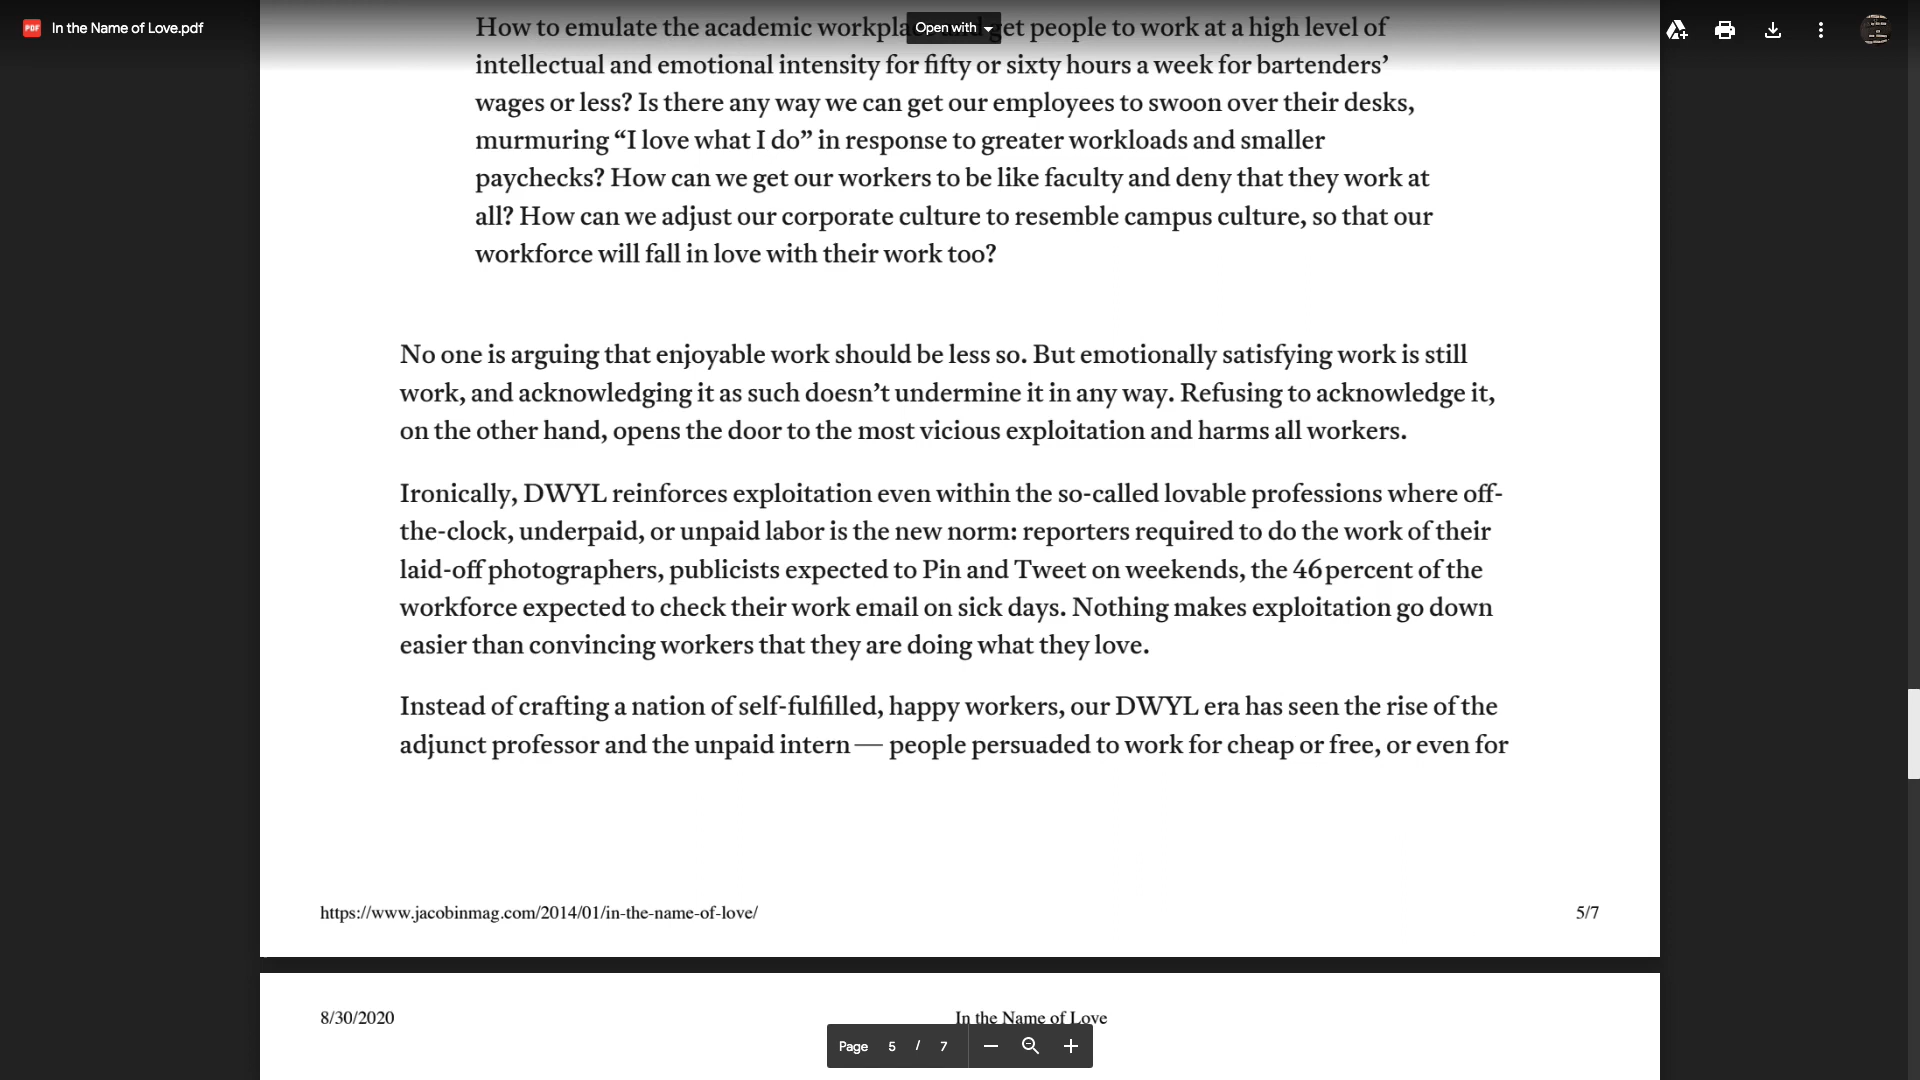 In the Name of Love.pdf
Open with
How to emulate the academic workplace get people to work at a high level of
intellectual and emotional intensity for fifty or sixty hours a week for bartenders’
wages or less? Is there any way we can get our employees to swoon over their desks,
murmuring “I love what I do” in response to greater workloads and smaller
paychecks? How can we get our workers to be like faculty and deny that they work at
all? How can we adjust our corporate culture to resemble campus culture, so that our
workforce will fall in love with their work too?
No one is arguing that enjoyable work should be less so. But emotionally satisfying work is still
work, and acknowledging it as such doesn’t undermine it in any way. Refusing to acknowledge it,
on the other hand, opens the door to the most vicious exploitation and harms all workers.
Ironically, DWYL reinforces exploitation even within the so-called lovable professions where off-
the-clock, underpaid, or unpaid labor is the new norm: reporters required to do the work of their
laid-off photographers, publicists expected to Pin and Tweet on weekends, the 46 percent of the
workforce expected to check their work email on sick days. Nothing makes exploitation go down
easier than convincing workers that they are doing what they love.
Instead of crafting a nation of self-fulfilled, happy workers, our DWYL era has seen the rise of the
adjunct professor and the unpaid intern — people persuaded to work for cheap or free, or even for
https://www.jacobinmag.com/2014/01/in-the-name-of-love/ 5/7
8/30/2020 In the Name of Love
Page 5 / 7